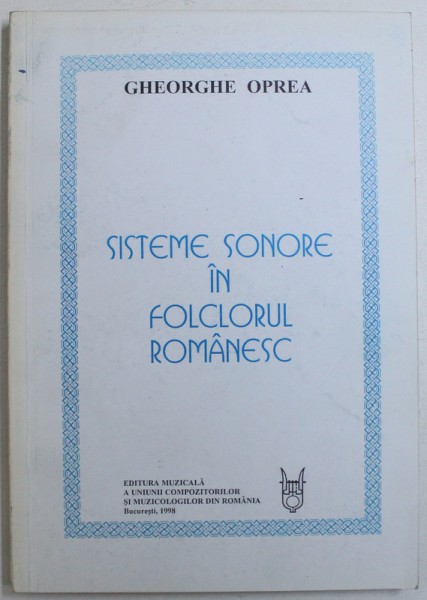 GHEORGHE OPREA
SISTEME SONORE
ÎN
FOLCLORUL
ROMÂNESC
EDITURA MUZICALĂ
A UNIUNII COMPOZITORILOR
ȘI MUZICOLOGILOR DIN ROMÂNIA
București, 1998